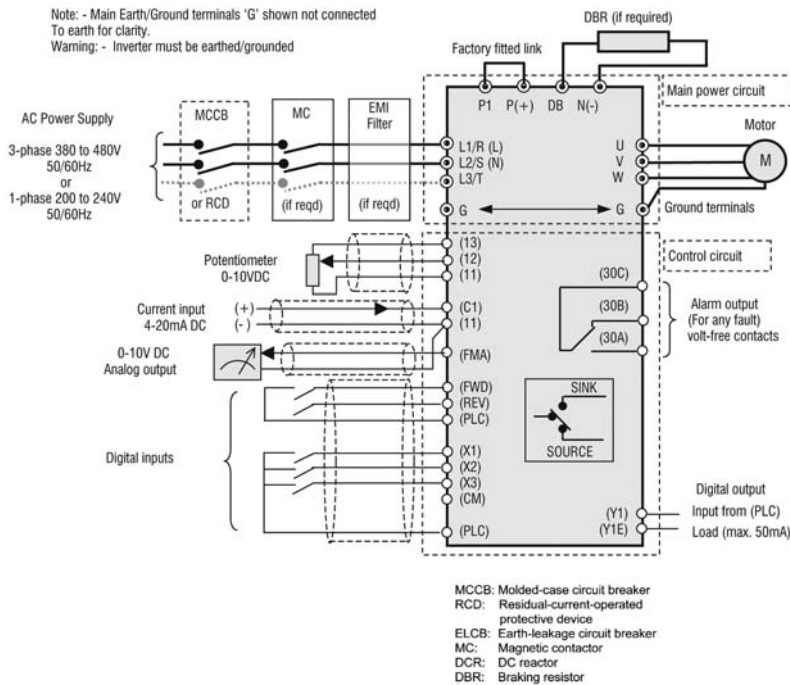 Note: - Main Earth/Ground terminals 'G' shown not connected
To earth for clarity.
Warning: - Inverter must be earthed/grounded
DBR (if required)
Factory fitted link
P1 P(+) DB N(-)
Main power circuit
AC Power Supply
3-phase 380 to 480V
50/60Hz
or
1-phase 200 to 240V
50/60Hz
MCCB
or RCD
MC
(if reqd)
EMI
Filter
(if reqd)
L1/R (L)
L2/S (N)
L3/T
G
U
V
W
G
Motor
M
Ground terminals
Control circuit
Potentiometer
0-10VDC
(13)
(12)
(11)
Current input (+)
4-20mA DC (-)
(C1)
(11)
0-10V DC
Analog output
(FMA)
(30C)
(30B)
(30A)
Alarm output
(For any fault)
volt-free contacts
Digital inputs
(FWD)
(REV)
(PLC)
(X1)
(X2)
(X3)
(CM)
(PLC)
SINK
SOURCE
Digital output
(Y1) Input from (PLC)
(Y1E) Load (max. 50mA)
MCCB: Molded-case circuit breaker
RCD: Residual-current-operated
protective device
ELCB: Earth-leakage circuit breaker
MC: Magnetic contactor
DCR: DC reactor
DBR: Braking resistor